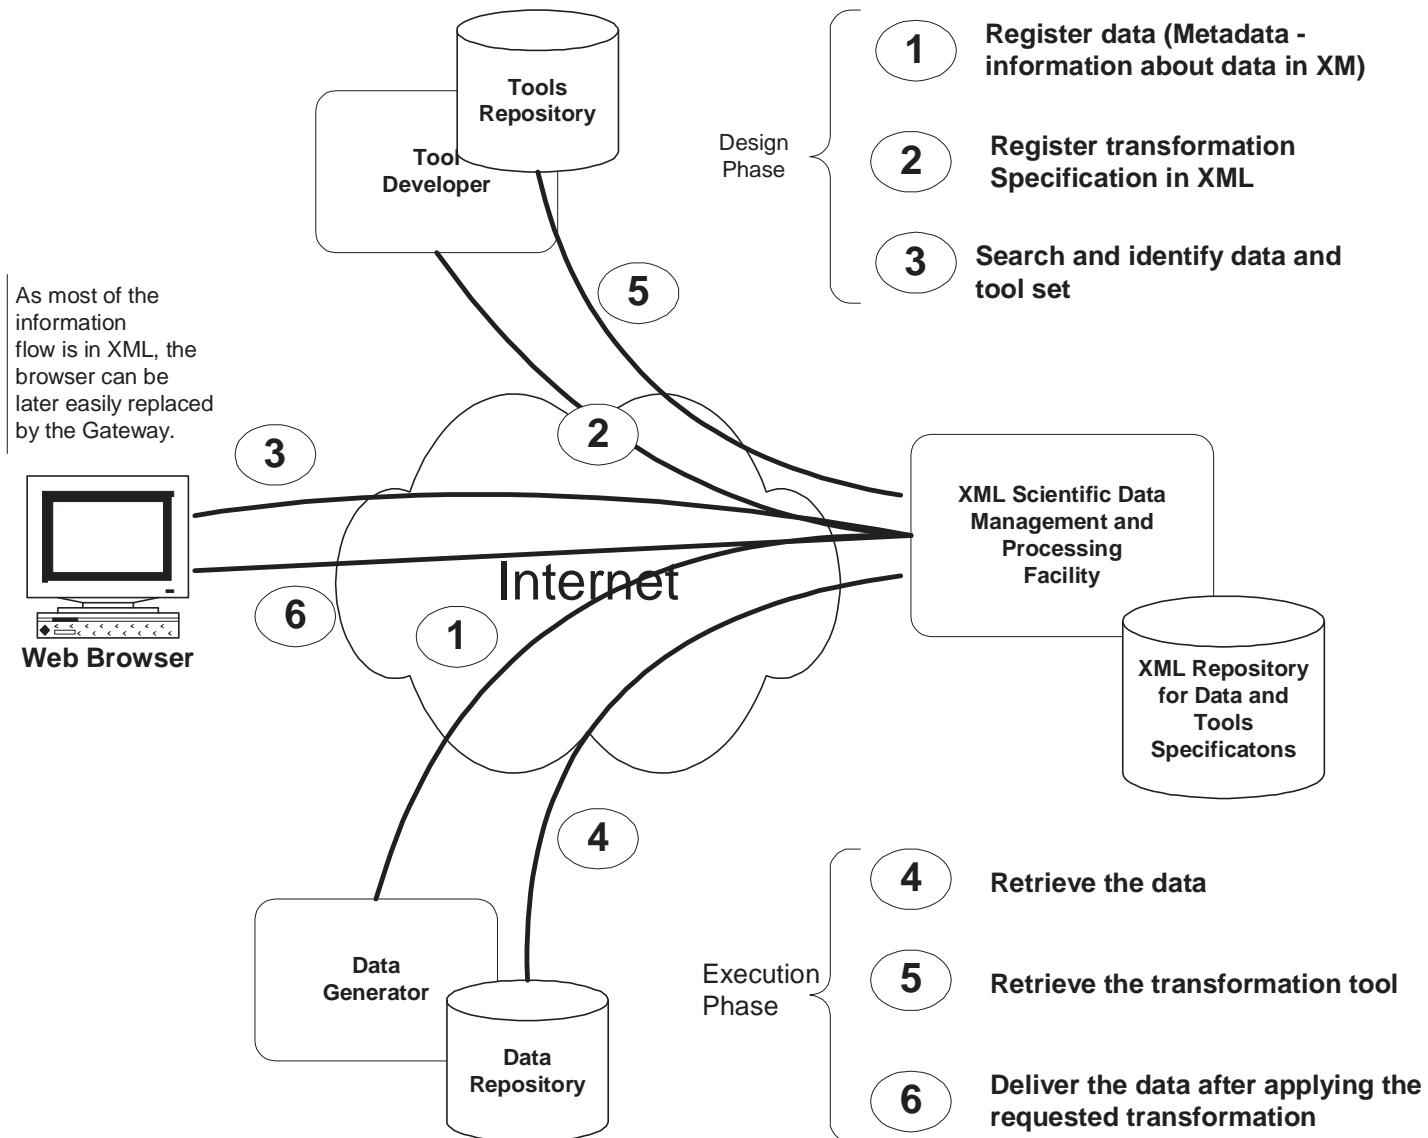 Tools
Repository
Tool
Developer
Design
Phase
1
Register data (Metadata -
information about data in XM)
2
Register transformation
Specification in XML
3
Search and identify data and
tool set
As most of the
information
flow is in XML, the
browser can be
later easily replaced
by the Gateway.
5
2
3
Web Browser
6
Internet
1
XML Scientific Data
Management and
Processing
Facility
XML Repository
for Data and
Tools
Specificatons
4
Data
Generator
Data
Repository
Execution
Phase
4
Retrieve the data
5
Retrieve the transformation tool
6
Deliver the data after applying the
requested transformation